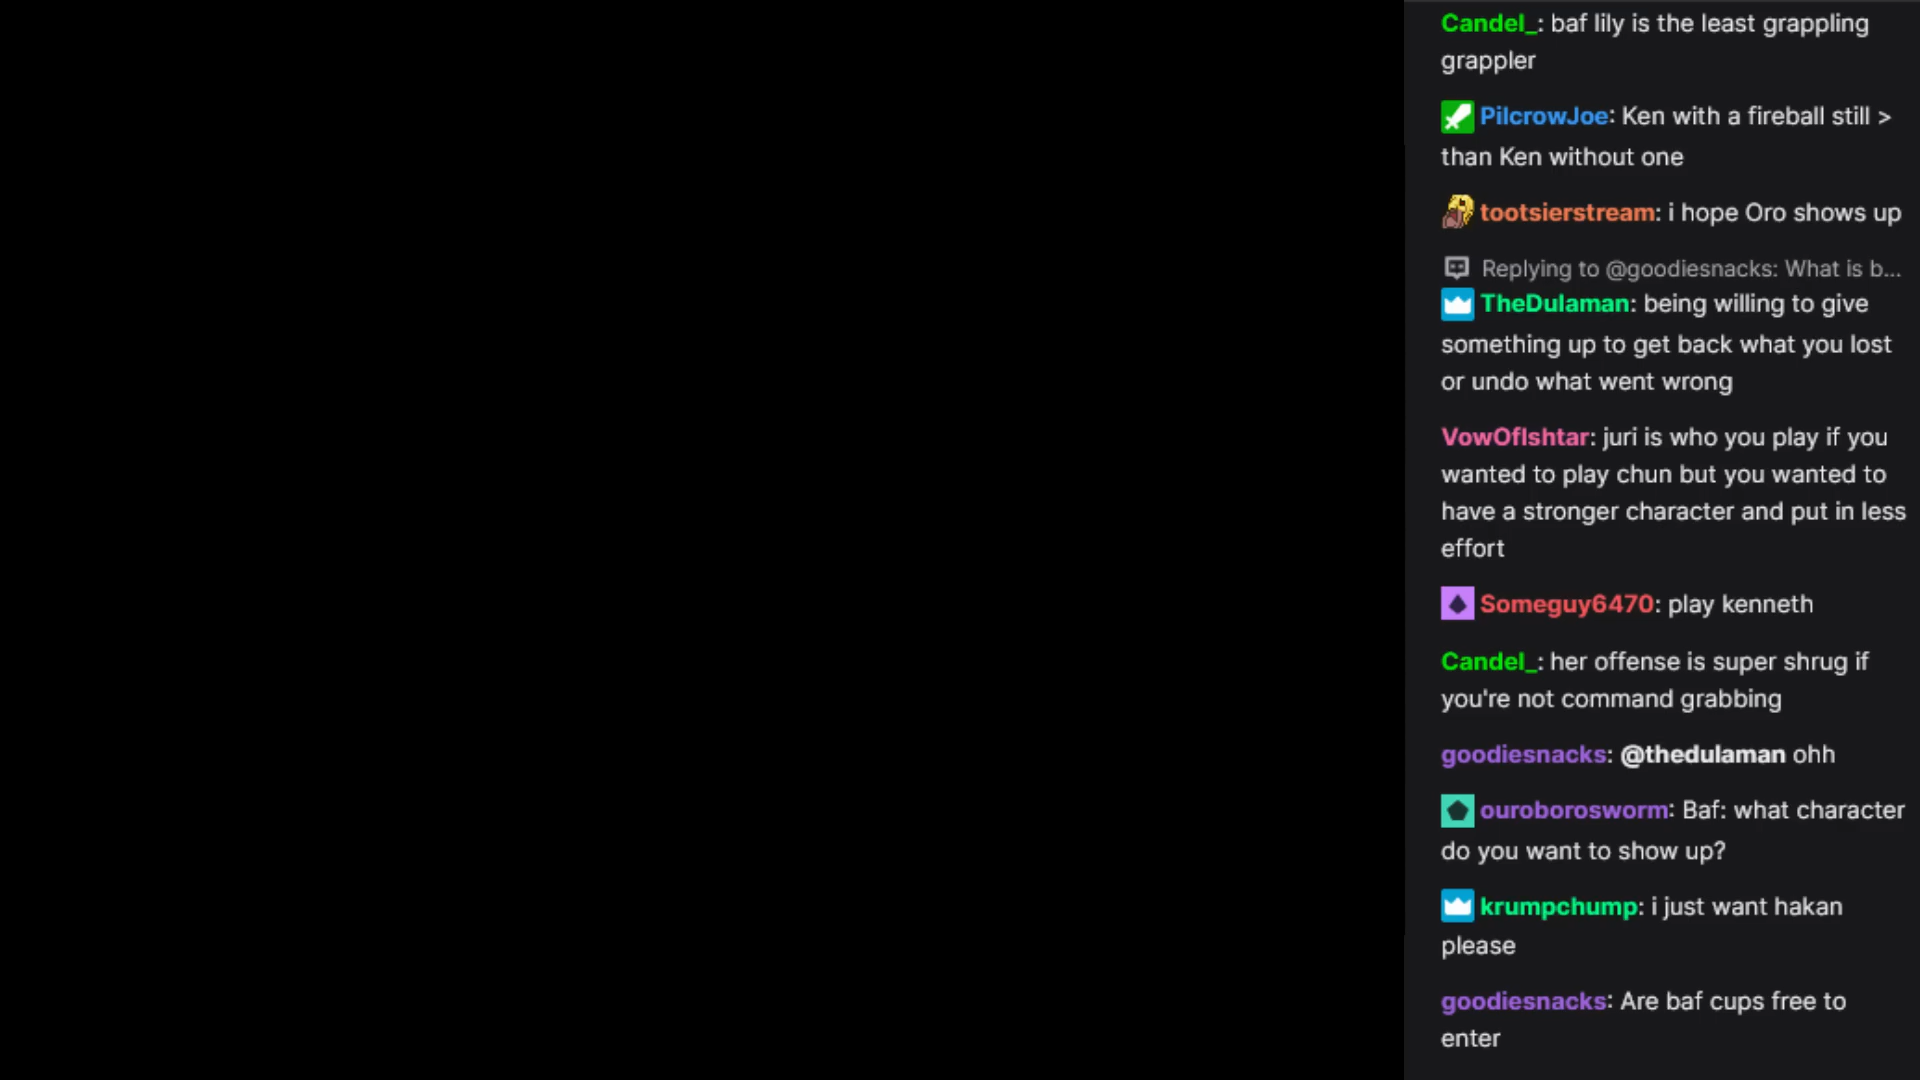 Candel_: baf lily is the least grappling
grappler
PilcrowJoe: Ken with a fireball still >
than Ken without one
tootsierstream: i hope Oro shows up
Replying to @goodiesnacks: What is b...
TheDulaman: being willing to give
something up to get back what you lost
or undo what went wrong
VowOfIshtar: juri is who you play if you
wanted to play chun but you wanted to
have a stronger character and put in less
effort
Someguy6470: play kenneth
Candel_: her offense is super shrug if
you're not command grabbing
goodiesnacks: @thedulaman ohh
ouroborosworm: Baf: what character
do you want to show up?
krumpchump: i just want hakan
please
goodiesnacks: Are baf cups free to
enter